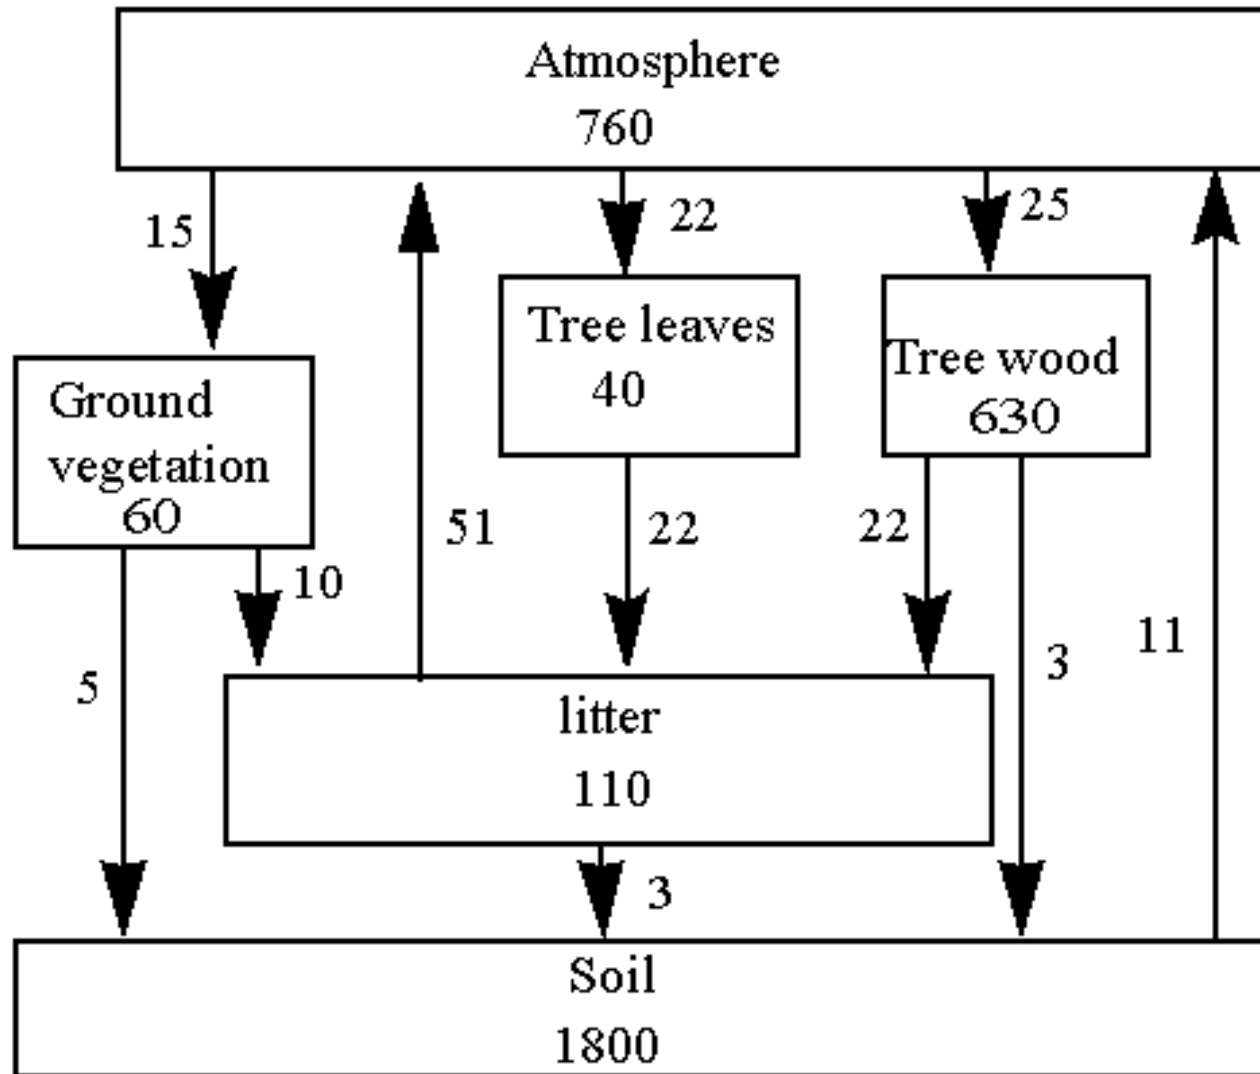 Atmosphere
760
15
22
25
Tree leaves
40
Tree wood
630
Ground
vegetation
60
51
22
22
10
5
3
11
litter
110
3
Soil
1800